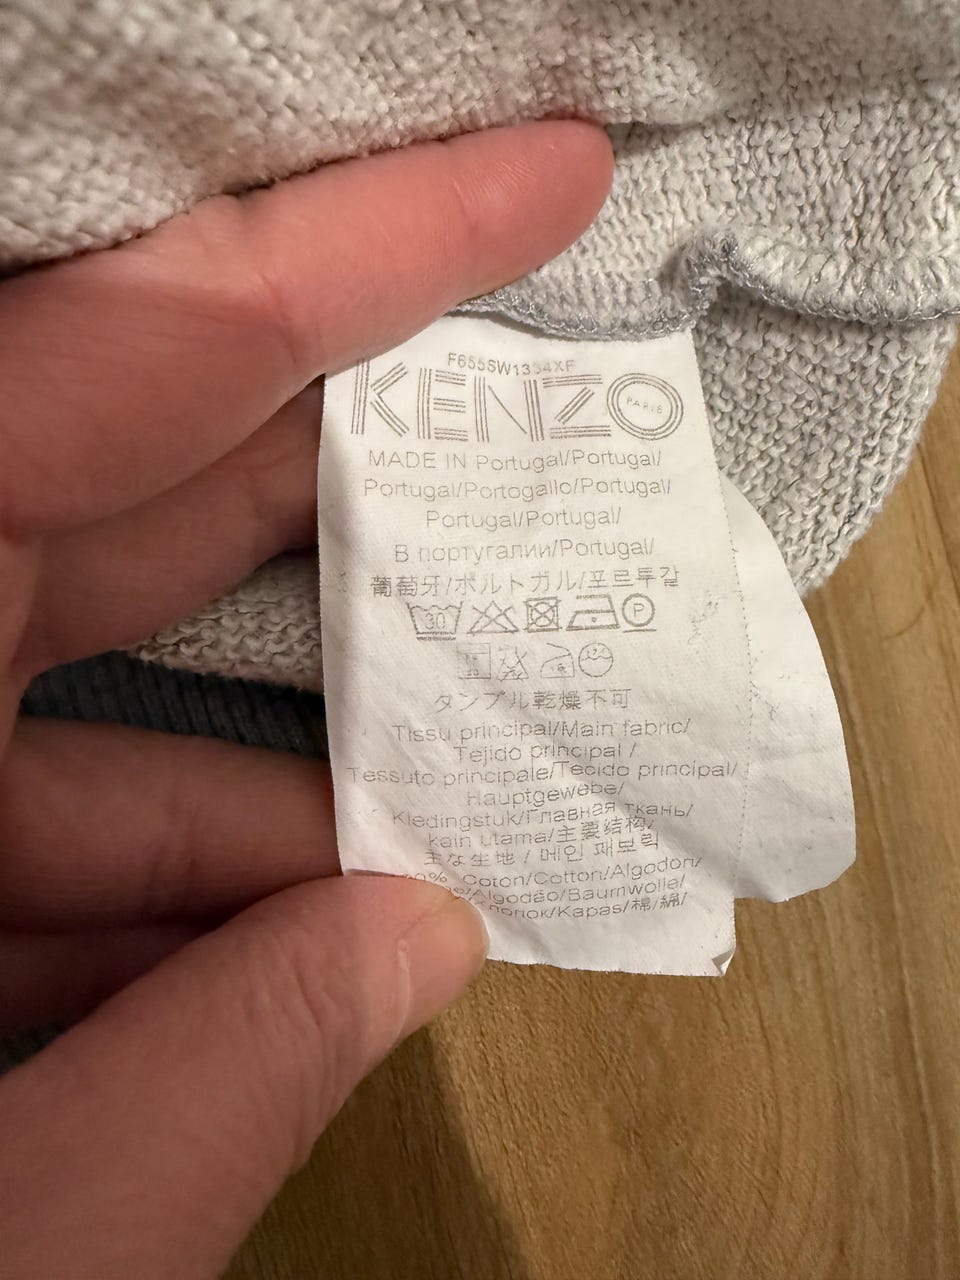 F655SW1354XF
KENZO
PARIS
MADE IN Portugal/Portugal/
Portugal/Portogallo/Portugal/
Portugal/Portugal/
В португалии/Portugal/
葡萄牙/ポルトガル/포르투갈
30
P
タンブル乾燥不可
Tissu principal/Main fabric/
Tejido principal /
Tessuto principale/Tecido principal/
Hauptgewebe/
Kledingstuk/Главная ткань/
kain utama/主要结构/
主な生地 / 메인 패브릭
Coton/Cotton/Algodon/
/Algodão/Baumwolle/
/Kapas/棉/綿/